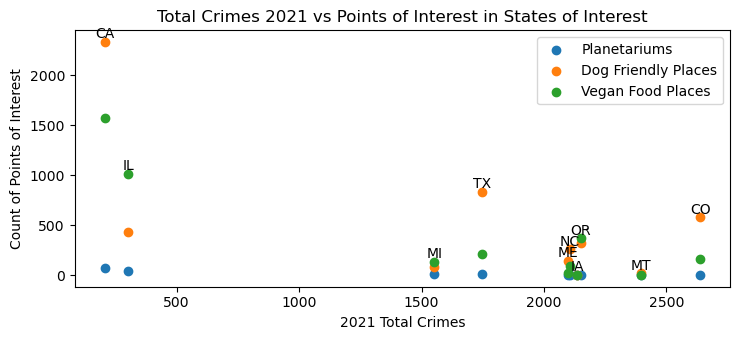 Total Crimes 2021 vs Points of Interest in States of Interest
Planetariums
Dog Friendly Places
Vegan Food Places
CA
IL
TX
CO
OR
NC
MI
ME
IA
MT
Count of Points of Interest
2000
1500
1000
500
0
500
1000
1500
2000
2500
2021 Total Crimes